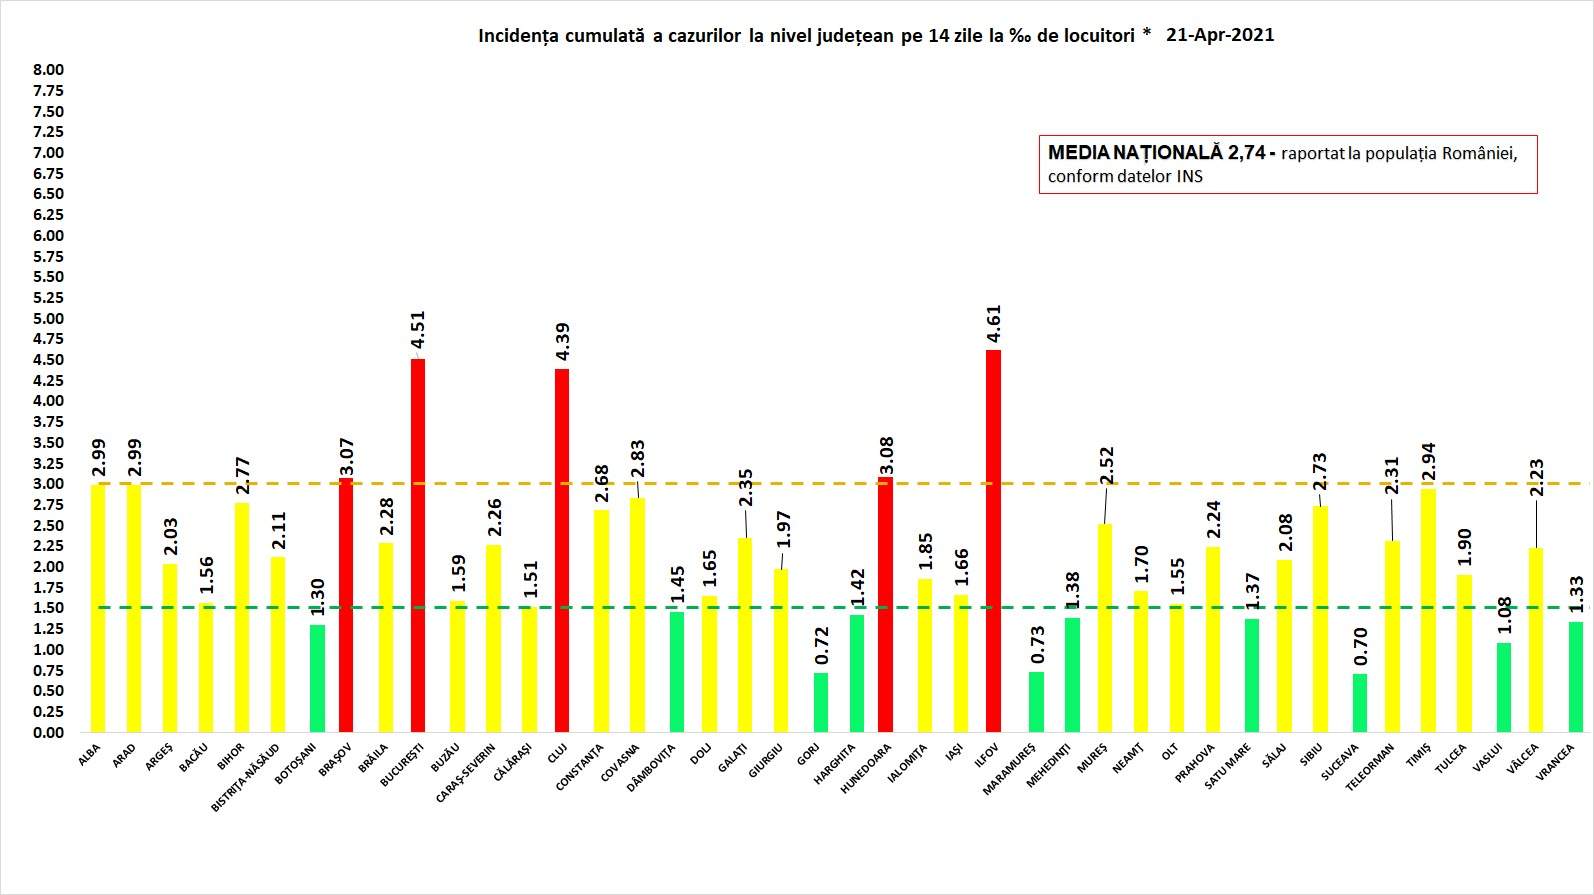 Incidența cumulată a cazurilor la nivel județean pe 14 zile la ‰ de locuitori * 21-Apr-2021
MEDIA NAȚIONALĂ 2,74 - raportat la populația României,
conform datelor INS
8.00
7.75
7.50
7.25
7.00
6.75
6.50
6.25
6.00
5.75
5.50
5.25
5.00
4.75
4.50
4.25
4.00
3.75
3.50
3.25
3.00
2.75
2.50
2.25
2.00
1.75
1.50
1.25
1.00
0.75
0.50
0.25
0.00
2.99
2.99
2.03
1.56
2.77
2.11
1.30
3.07
2.28
4.51
1.59
2.26
1.51
4.39
2.68
2.83
1.45
1.65
2.35
1.97
0.72
1.42
3.08
1.85
1.66
4.61
0.73
1.38
2.52
1.70
1.55
2.24
1.37
2.08
2.73
0.70
2.31
2.94
1.90
1.08
2.23
1.33
ALBA
ARAD
ARGEȘ
BACĂU
BIHOR
BISTRIȚA-NĂSĂUD
BOTOȘANI
BRAȘOV
BRĂILA
BUCUREȘTI
BUZĂU
CARAȘ-SEVERIN
CĂLĂRAȘI
CLUJ
CONSTANȚA
COVASNA
DÂMBOVIȚA
DOLJ
GALAȚI
GIURGIU
GORJ
HARGHITA
HUNEDOARA
IALOMIȚA
IAȘI
ILFOV
MARAMUREȘ
MEHEDINȚI
MUREȘ
NEAMȚ
OLT
PRAHOVA
SATU MARE
SĂLAJ
SIBIU
SUCEAVA
TELEORMAN
TIMIȘ
TULCEA
VASLUI
VÂLCEA
VRANCEA